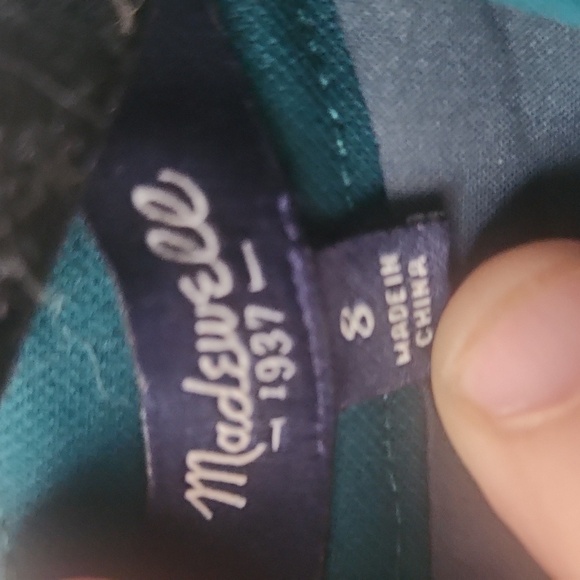 Madewell
— 1937 —
8
MADE IN
CHINA